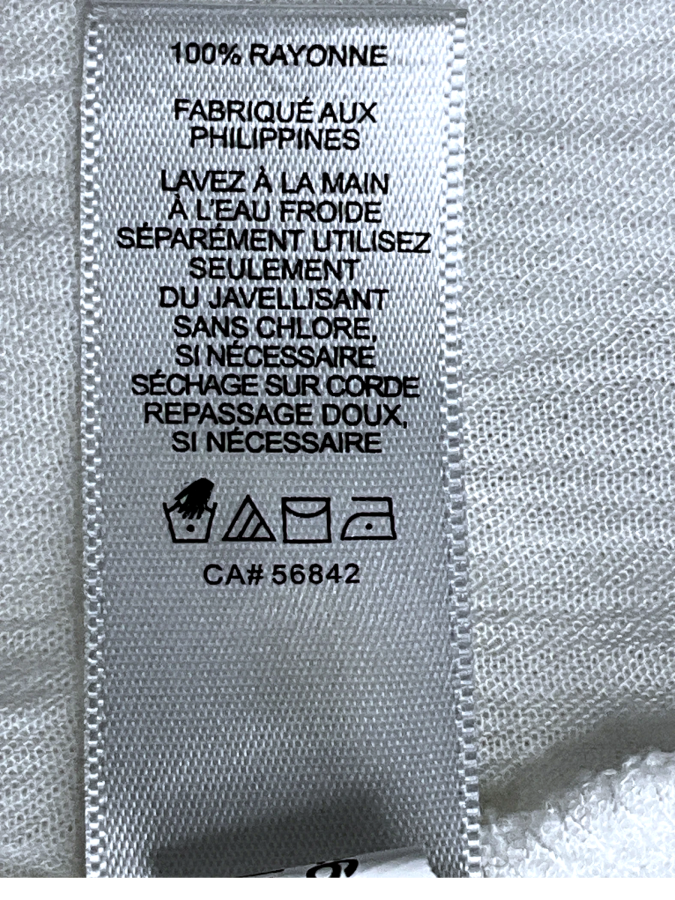 100% RAYONNE
FABRIQUÉ AUX
PHILIPPINES
LAVEZ À LA MAIN
À L'EAU FROIDE
SÉPARÉMENT UTILISEZ
SEULEMENT
DU JAVELLISANT
SANS CHLORE,
SI NÉCESSAIRE
SÉCHAGE SUR CORDE
REPASSAGE DOUX,
SI NÉCESSAIRE
CA# 56842